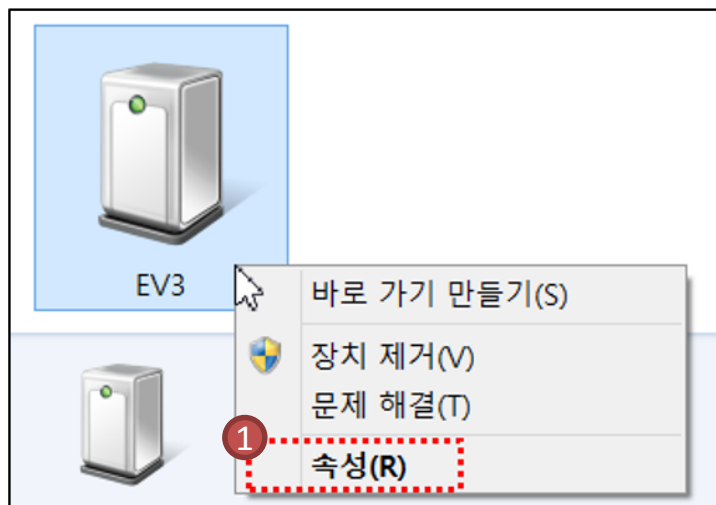 EV3
바로 가기 만들기(S)
장치 제거(V)
문제 해결(T)
1
속성(R)